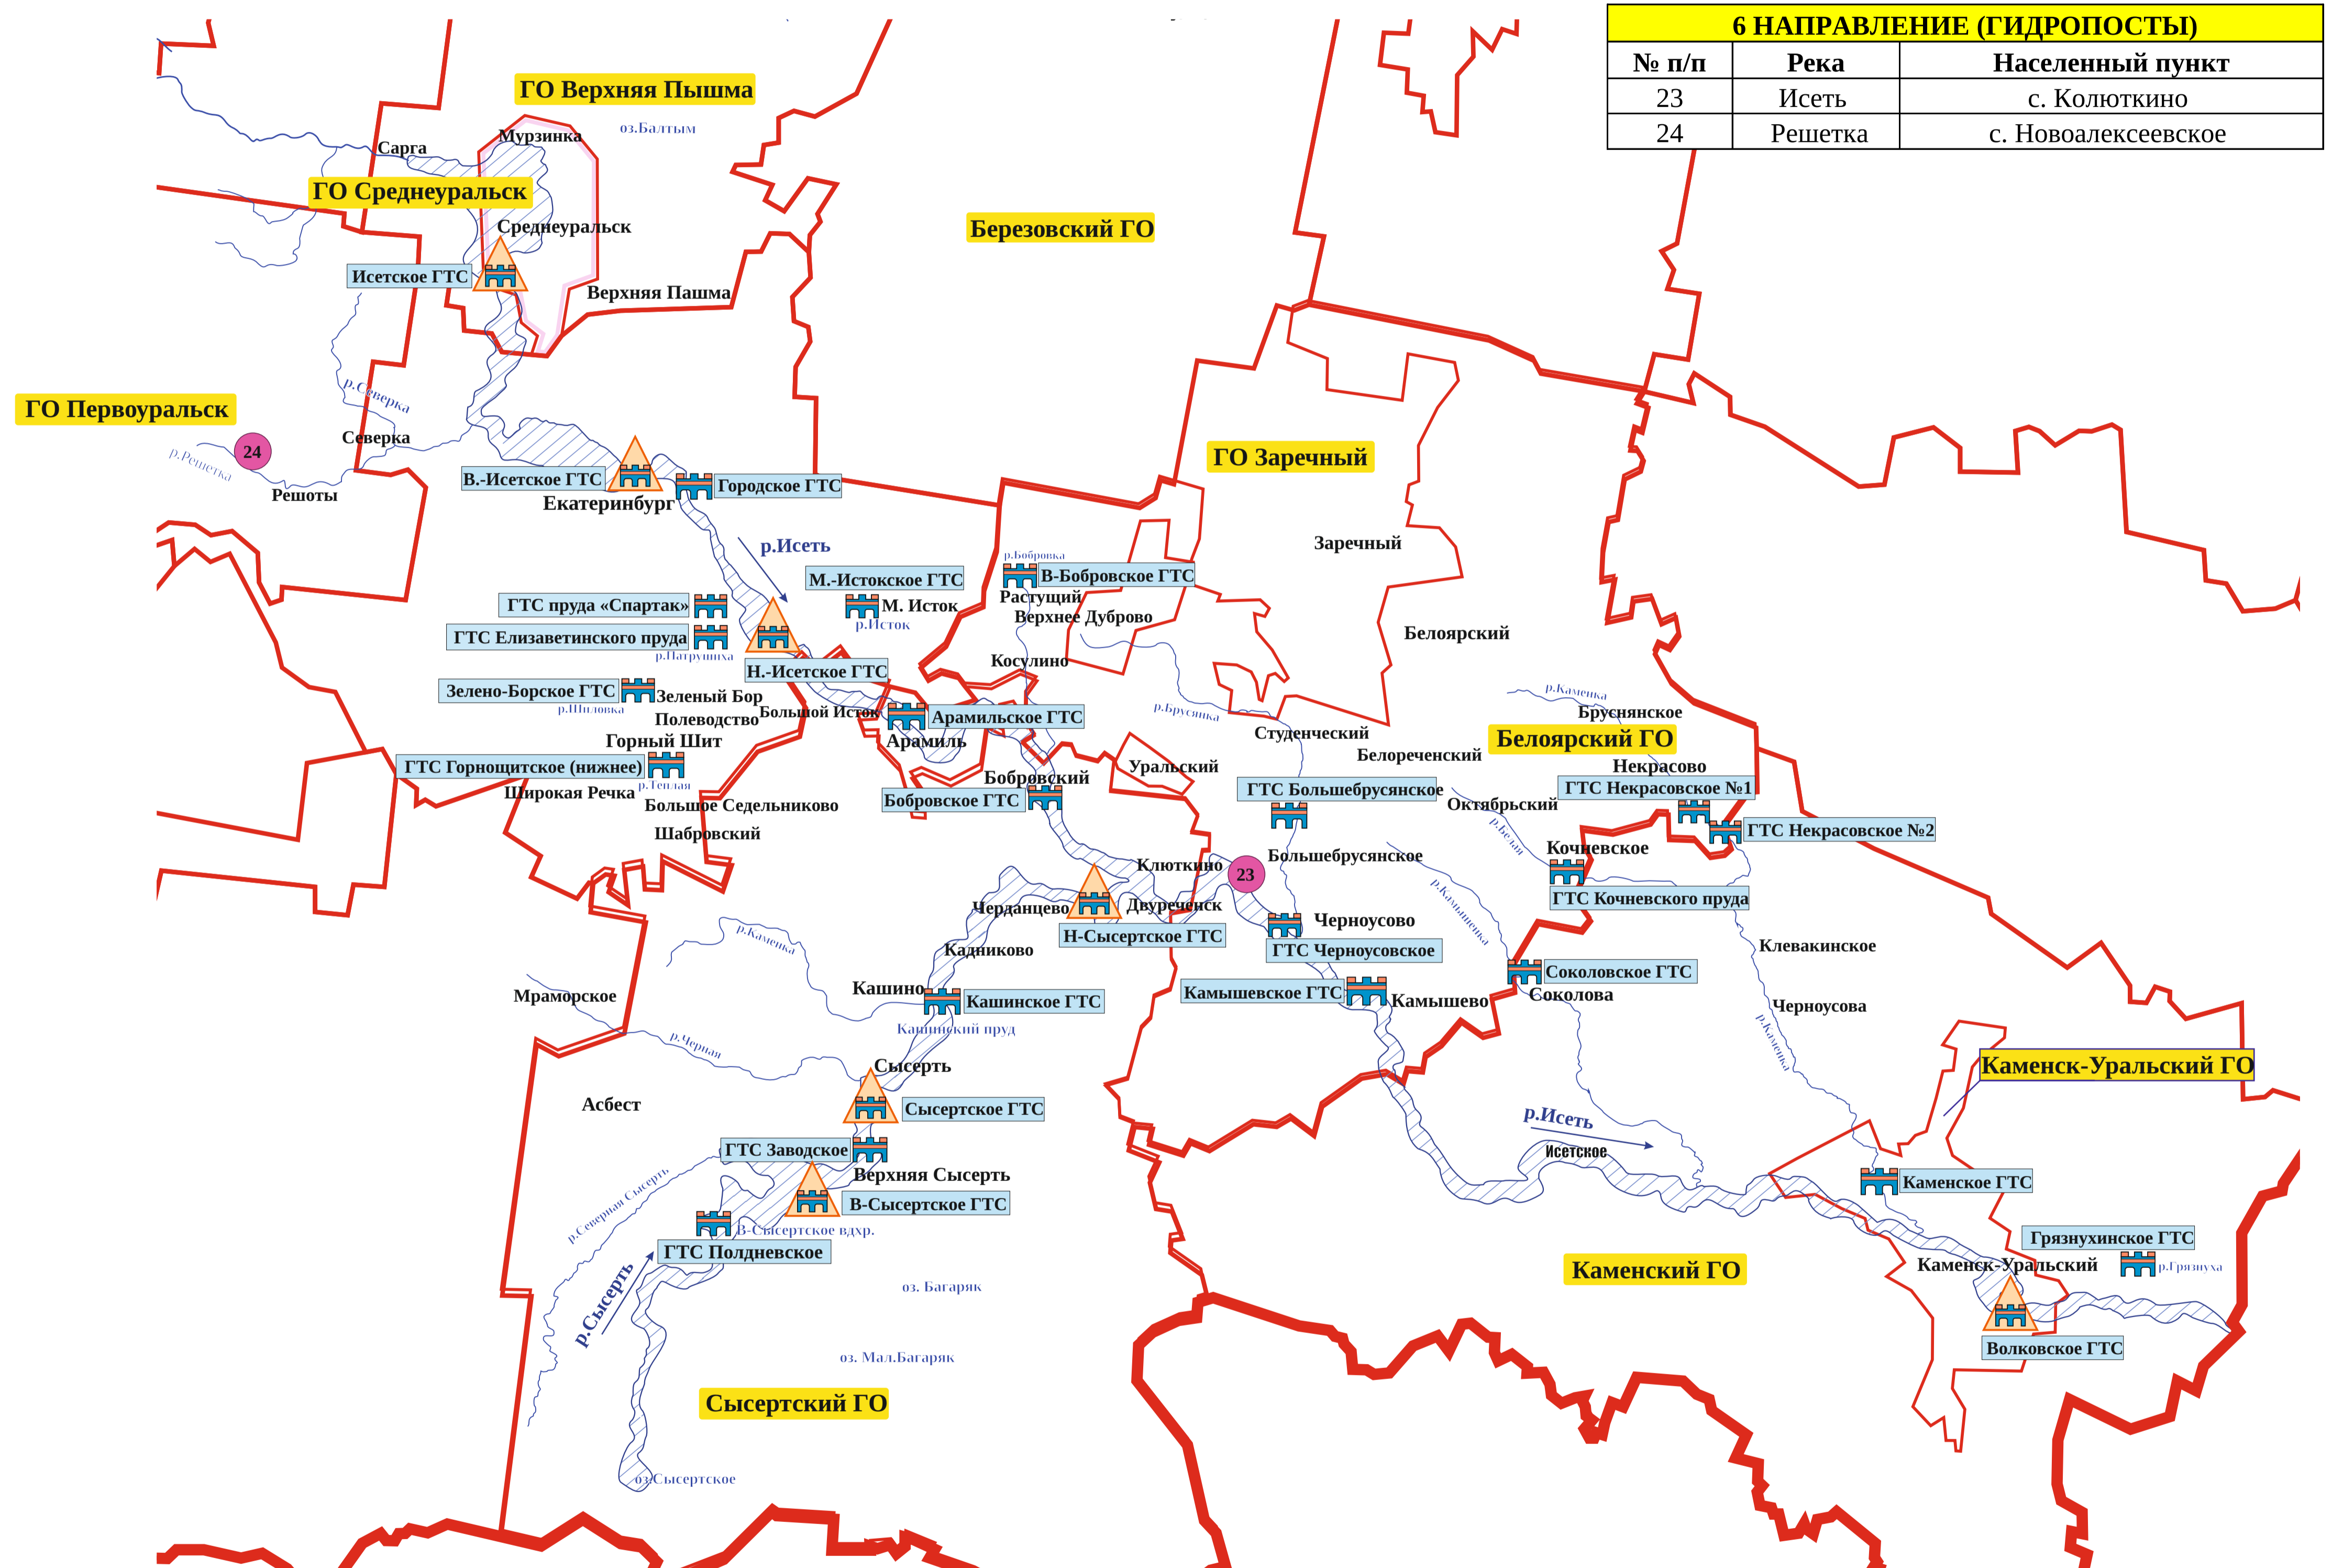 6 НАПРАВЛЕНИЕ (ГИДРОПОСТЫ)
№ п/п Река Населенный пункт
23 Исеть с. Колюткино
24 Решетка с. Новоалексеевское
ГО Верхняя Пышма
оз.Балтым
Мурзинка
Сарга
ГО Среднеуральск
Среднеуральск
Березовский ГО
Исетское ГТС
Верхняя Пашма
р.Северка
ГО Первоуральск
Северка
24
р.Решетка
Решоты
ГО Заречный
В.-Исетское ГТС
Городское ГТС
Екатеринбург
р.Исеть
Заречный
р.Бобровка
М.-Истокское ГТС
В-Бобровское ГТС
ГТС пруда «Спартак»
М. Исток
Растущий
р.Исток
Верхнее Дуброво
ГТС Елизаветинского пруда
Белоярский
р.Патрушиха
Косулино
Н.-Исетское ГТС
Зелено-Борское ГТС
Зеленый Бор
р.Каменка
р.Шиловка
Большой Исток
Полеводство
Арамильское ГТС
р.Брусянка
Бруснянское
Горный Шит
Арамиль
Студенческий
Белоярский ГО
Белореченский
ГТС Горнощитское (нижнее)
Уральский
Некрасово
Бобровский
р.Теплая
Широкая Речка
ГТС Большебрусянское
ГТС Некрасовское №1
Бобровское ГТС
Большое Седельниково
Октябрьский
Шабровский
р.Белая
ГТС Некрасовское №2
Кочневское
Клюткино
23
Большебрусянское
ГТС Кочневского пруда
Черданцево
Двуреченск
р.Камышенка
Н-Сысертское ГТС
Черноусово
р.Каменка
Кадниково
ГТС Черноусовское
Клевакинское
Соколовское ГТС
Кашино
Кашинское ГТС
Камышевское ГТС
Камышево
Соколова
Мраморское
Черноусова
Кашинский пруд
р.Черная
р.Каменка
Сысерть
Каменск-Уральский ГО
Асбест
Сысертское ГТС
р.Исеть
ГТС Заводское
Исетское
Верхняя Сысерть
Каменское ГТС
р.Северная Сысерть
В-Сысертское ГТС
В-Сысертское вдхр.
Грязнухинское ГТС
ГТС Полдневское
Каменск-Уральский
р.Грязнуха
Каменский ГО
р.Сысерть
оз. Багаряк
Волковское ГТС
оз. Мал.Багаряк
Сысертский ГО
оз.Сысертское